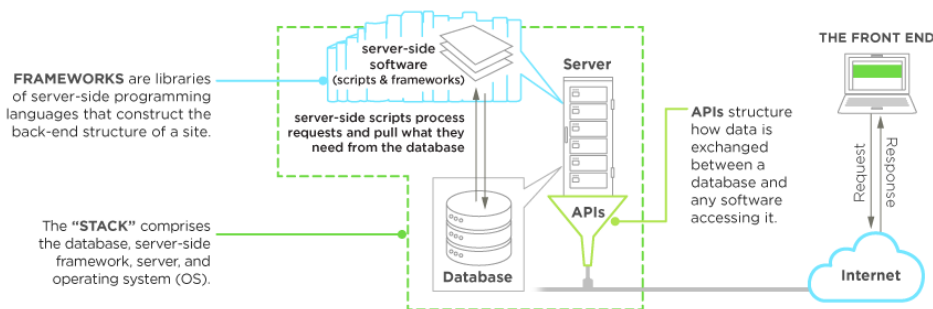 FRAMEWORKS are libraries
of server-side programming
languages that construct the
back-end structure of a site.
server-side
software
(scripts & frameworks)
server-side scripts process
requests and pull what they
need from the database
Server
THE FRONT END
APIs structure
how data is
exchanged
between a
database and
any software
accessing it.
Request
Response
The “STACK” comprises
the database, server-side
framework, server, and
operating system (OS).
Database
APIs
Internet